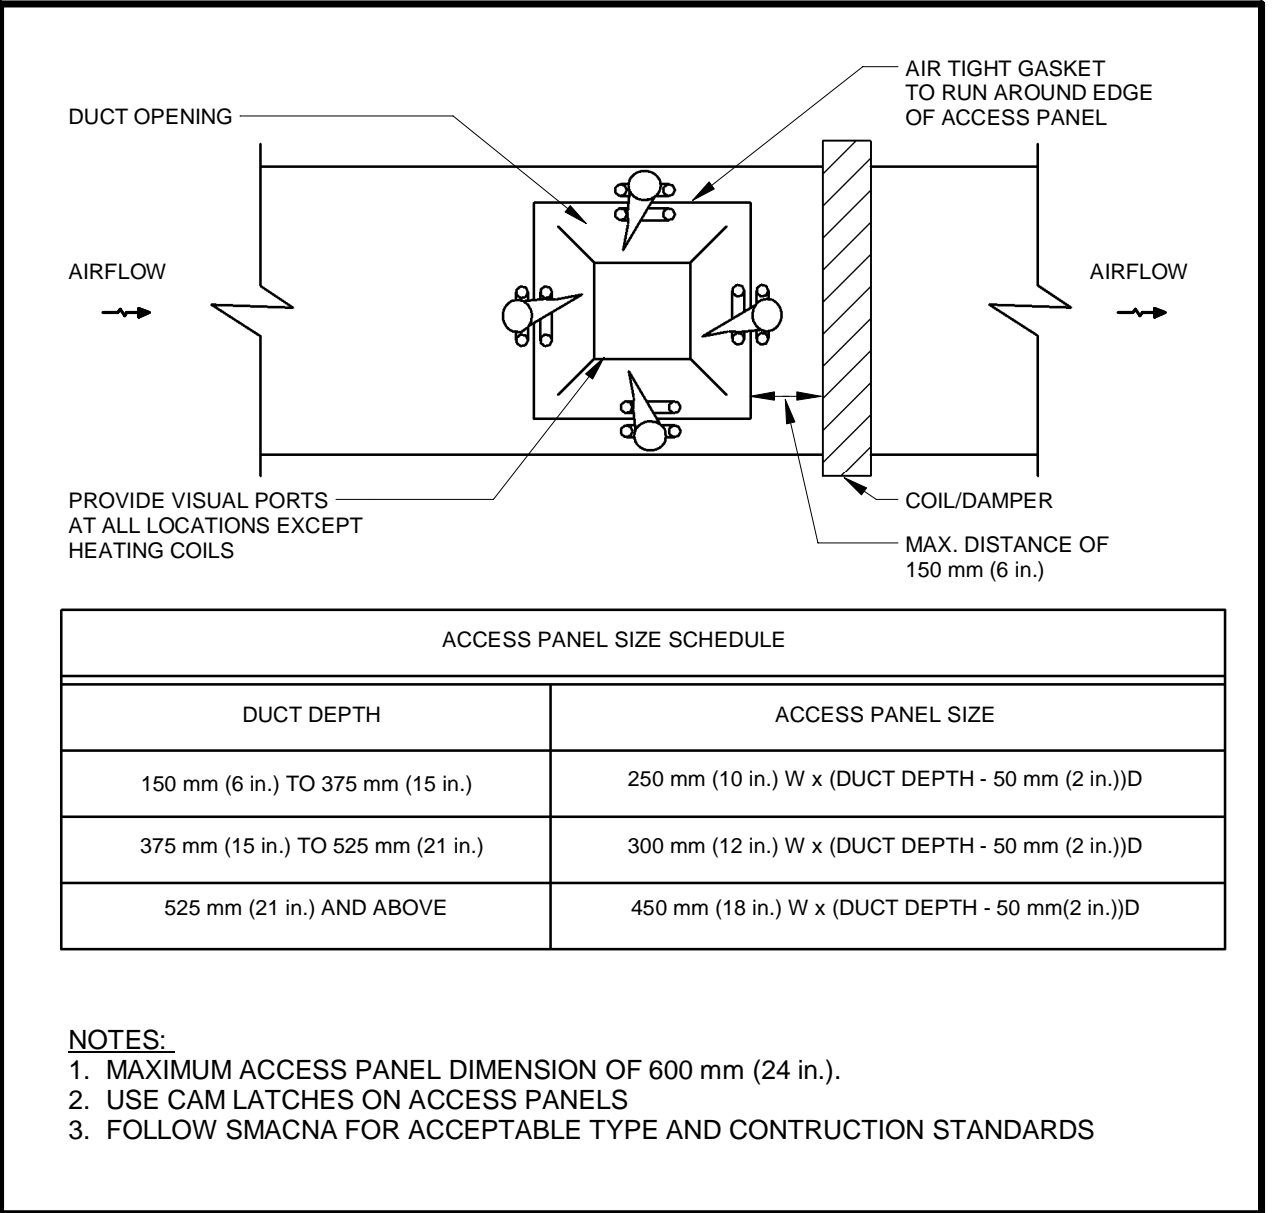 DUCT OPENING
AIR TIGHT GASKET
TO RUN AROUND EDGE
OF ACCESS PANEL
AIRFLOW
AIRFLOW
PROVIDE VISUAL PORTS
AT ALL LOCATIONS EXCEPT
HEATING COILS
COIL/DAMPER
MAX. DISTANCE OF
150 mm (6 in.)
ACCESS PANEL SIZE SCHEDULE
DUCT DEPTH ACCESS PANEL SIZE
150 mm (6 in.) TO 375 mm (15 in.) 250 mm (10 in.) W x (DUCT DEPTH - 50 mm (2 in.))D
375 mm (15 in.) TO 525 mm (21 in.) 300 mm (12 in.) W x (DUCT DEPTH - 50 mm (2 in.))D
525 mm (21 in.) AND ABOVE 450 mm (18 in.) W x (DUCT DEPTH - 50 mm(2 in.))D
NOTES:
1. MAXIMUM ACCESS PANEL DIMENSION OF 600 mm (24 in.).
2. USE CAM LATCHES ON ACCESS PANELS
3. FOLLOW SMACNA FOR ACCEPTABLE TYPE AND CONTRUCTION STANDARDS